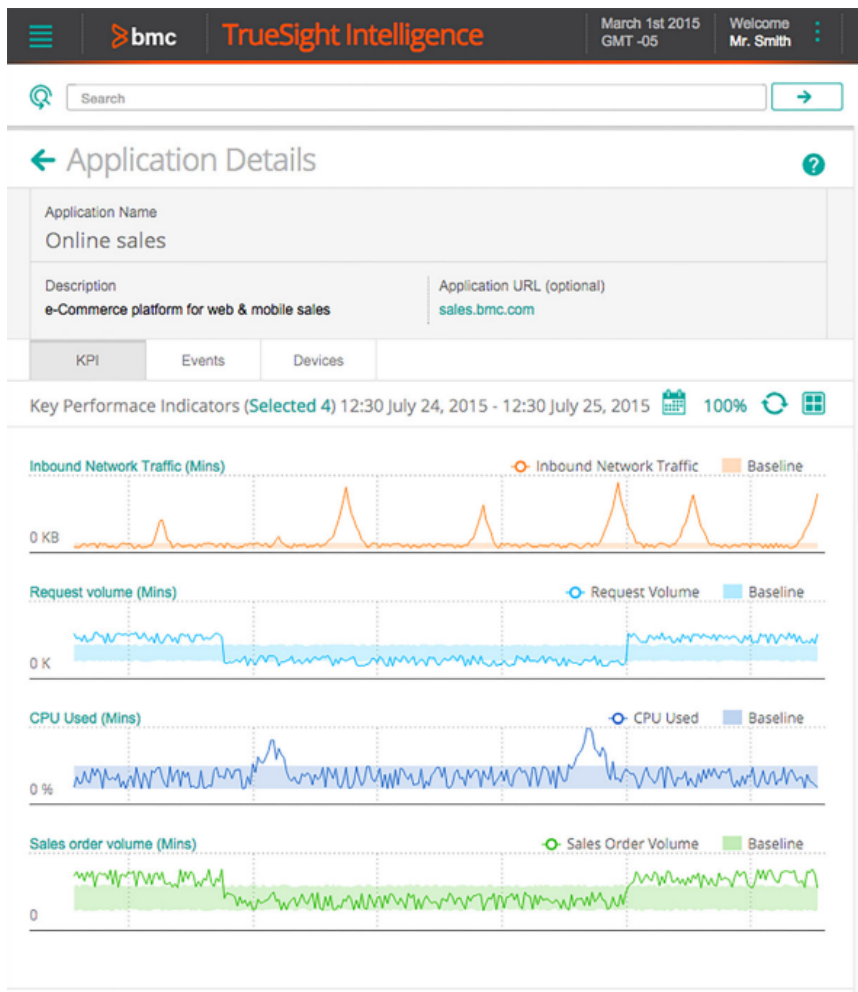 bmc TrueSight Intelligence March 1st 2015 GMT -05 Welcome Mr. Smith
Search
Application Details
Application Name
Online sales
Description
e-Commerce platform for web & mobile sales
Application URL (optional)
sales.bmc.com
KPI Events Devices
Key Performace Indicators (Selected 4) 12:30 July 24, 2015 - 12:30 July 25, 2015 100%
Inbound Network Traffic (Mins) Inbound Network Traffic Baseline
0 KB
Request volume (Mins) Request Volume Baseline
0 K
CPU Used (Mins) CPU Used Baseline
0 %
Sales order volume (Mins) Sales Order Volume Baseline
0